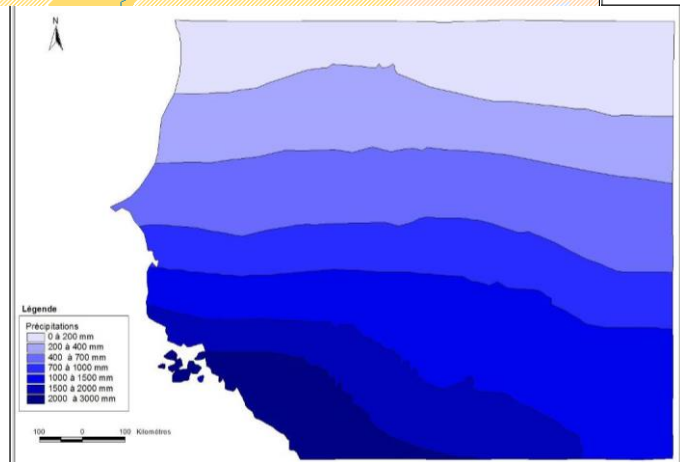 N
Légende
Précipitations
0 à 200 mm
200 à 400 mm
400 à 700 mm
700 à 1000 mm
1000 à 1500 mm
1500 à 2000 mm
2000 à 3000 mm
100 0 100 Kilomètres